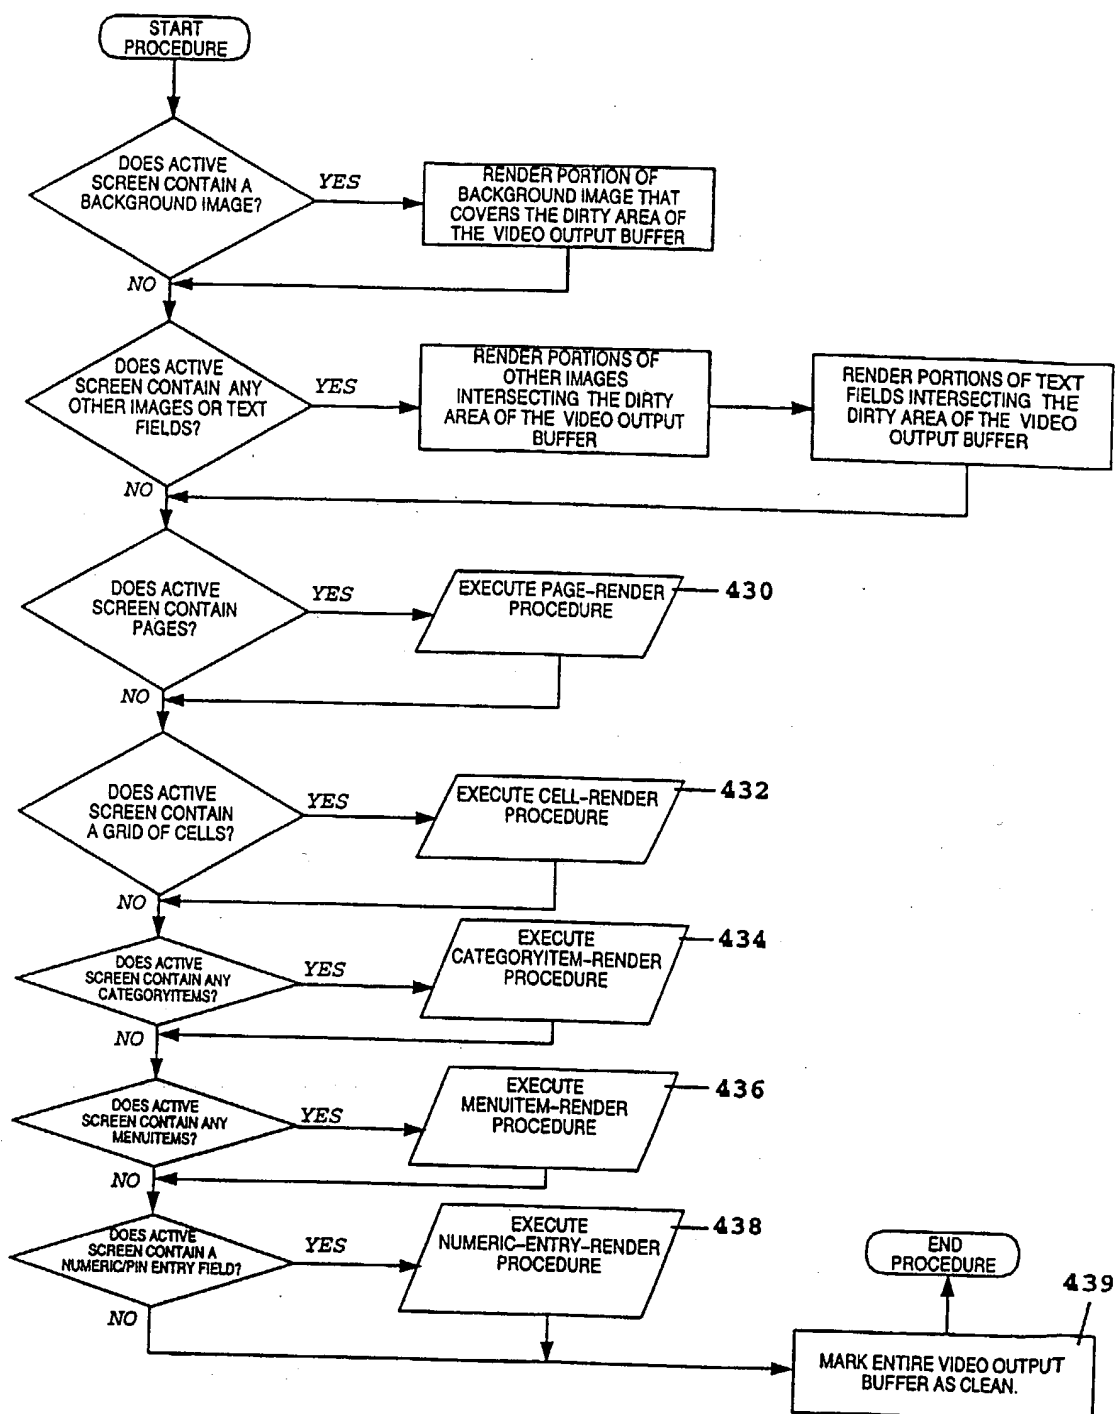 START
PROCEDURE
DOES ACTIVE
SCREEN CONTAIN A
BACKGROUND IMAGE?
YES
RENDER PORTION OF
BACKGROUND IMAGE THAT
COVERS THE DIRTY AREA OF
THE VIDEO OUTPUT BUFFER
NO
DOES ACTIVE
SCREEN CONTAIN ANY
OTHER IMAGES OR TEXT
FIELDS?
YES
RENDER PORTIONS OF
OTHER IMAGES
INTERSECTING THE DIRTY
AREA OF THE VIDEO OUTPUT
BUFFER
RENDER PORTIONS OF TEXT
FIELDS INTERSECTING THE
DIRTY AREA OF THE VIDEO
OUTPUT BUFFER
NO
DOES ACTIVE
SCREEN CONTAIN
PAGES?
YES
EXECUTE PAGE-RENDER
PROCEDURE
430
NO
DOES ACTIVE
SCREEN CONTAIN
A GRID OF CELLS?
YES
EXECUTE CELL-RENDER
PROCEDURE
432
NO
DOES ACTIVE
SCREEN CONTAIN ANY
CATEGORYITEMS?
YES
EXECUTE
CATEGORYITEM-RENDER
PROCEDURE
434
NO
DOES ACTIVE
SCREEN CONTAIN ANY
MENUITEMS?
YES
EXECUTE
MENUITEM-RENDER
PROCEDURE
436
NO
DOES ACTIVE
SCREEN CONTAIN A
NUMERIC/PIN ENTRY FIELD?
YES
EXECUTE
NUMERIC-ENTRY-RENDER
PROCEDURE
438
NO
END
PROCEDURE
439
MARK ENTIRE VIDEO OUTPUT
BUFFER AS CLEAN.